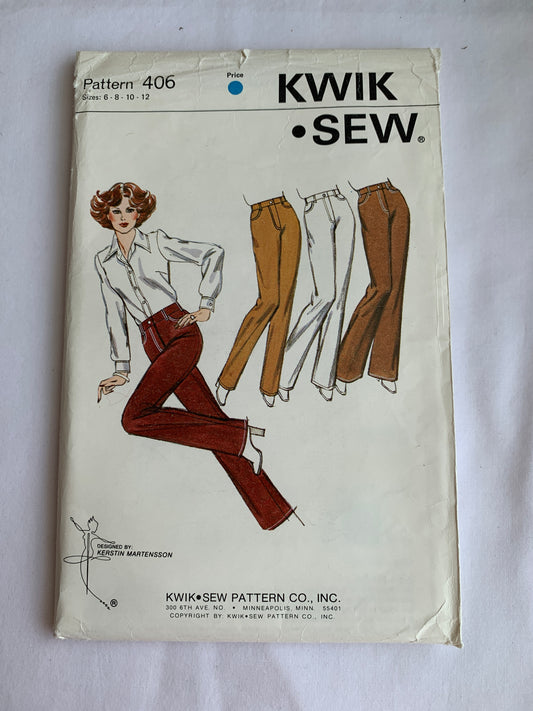 Pattern 406
Sizes: 6 - 8 - 10 - 12
Price
KWIK
•SEW®
DESIGNED BY:
KERSTIN MARTENSSON
®
KWIK•SEW PATTERN CO., INC.
300 6TH AVE. NO. • MINNEAPOLIS, MINN. 55401
COPYRIGHT BY: KWIK•SEW PATTERN CO., INC.